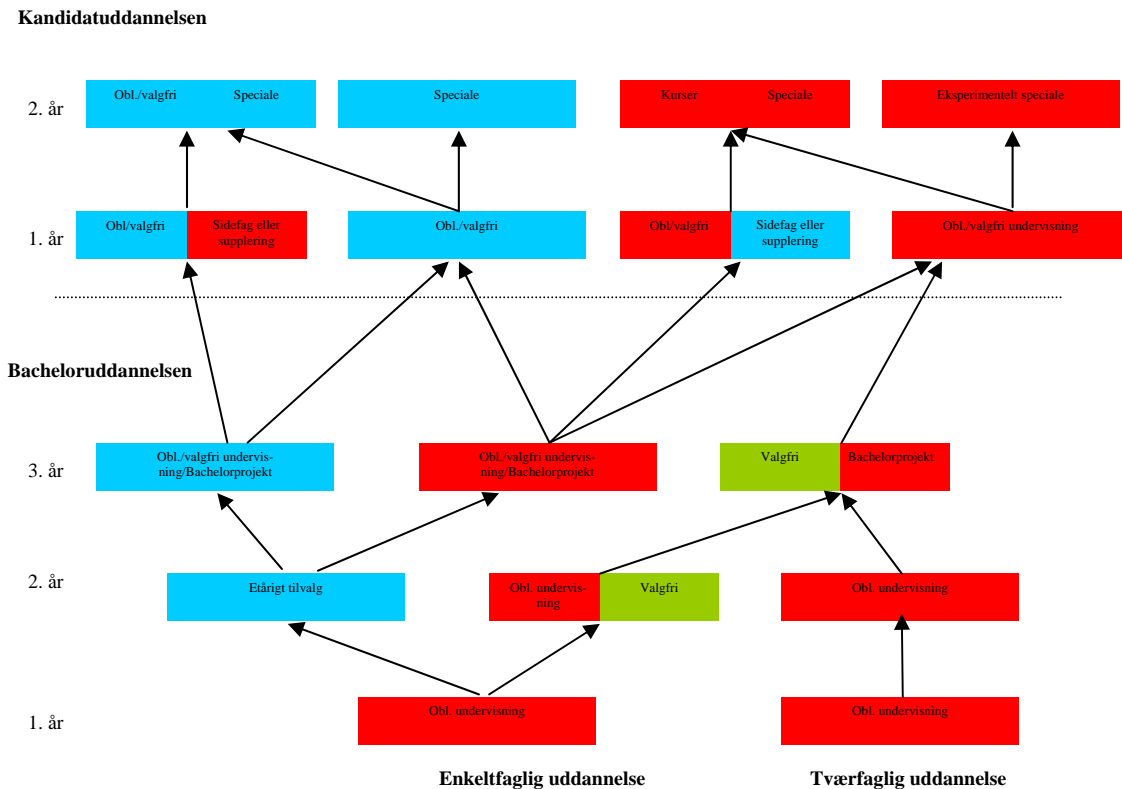 Kandidatuddannelsen
2. år
Obl./valgfri Speciale
Speciale
Kurser Speciale
Eksperimentelt speciale
1. år
Obl/valgfri
Sidefag eller
supplering
Obl./valgfri
Obl/valgfri
Sidefag eller
supplering
Obl./valgfri undervisning
Bacheloruddannelsen
3. år
Obl./valgfri undervis-
ning/Bachelorprojekt
Obl./valgfri undervis-
ning/Bachelorprojekt
Valgfri
Bachelorprojekt
2. år
Etårigt tilvalg
Obl. undervis-
ning
Valgfri
Obl. undervisning
1. år
Obl. undervisning
Obl. undervisning
Enkeltfaglig uddannelse
Tværfaglig uddannelse